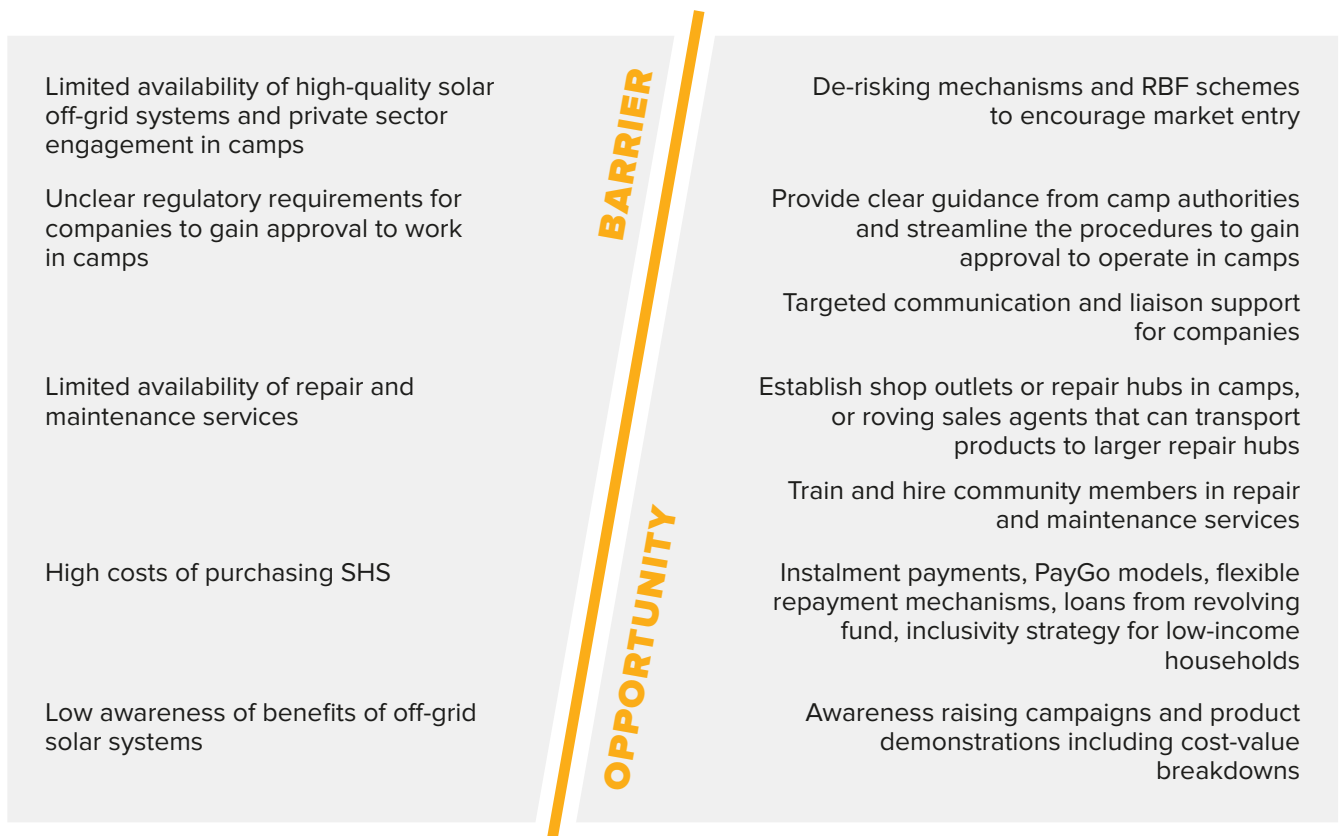 BARRIER
Limited availability of high-quality solar
off-grid systems and private sector
engagement in camps
Unclear regulatory requirements for
companies to gain approval to work
in camps
Limited availability of repair and
maintenance services
High costs of purchasing SHS
Low awareness of benefits of off-grid
solar systems
OPPORTUNITY
De-risking mechanisms and RBF schemes
to encourage market entry
Provide clear guidance from camp authorities
and streamline the procedures to gain
approval to operate in camps
Targeted communication and liaison support
for companies
Establish shop outlets or repair hubs in camps,
or roving sales agents that can transport
products to larger repair hubs
Train and hire community members in repair
and maintenance services
Instalment payments, PayGo models, flexible
repayment mechanisms, loans from revolving
fund, inclusivity strategy for low-income
households
Awareness raising campaigns and product
demonstrations including cost-value
breakdowns